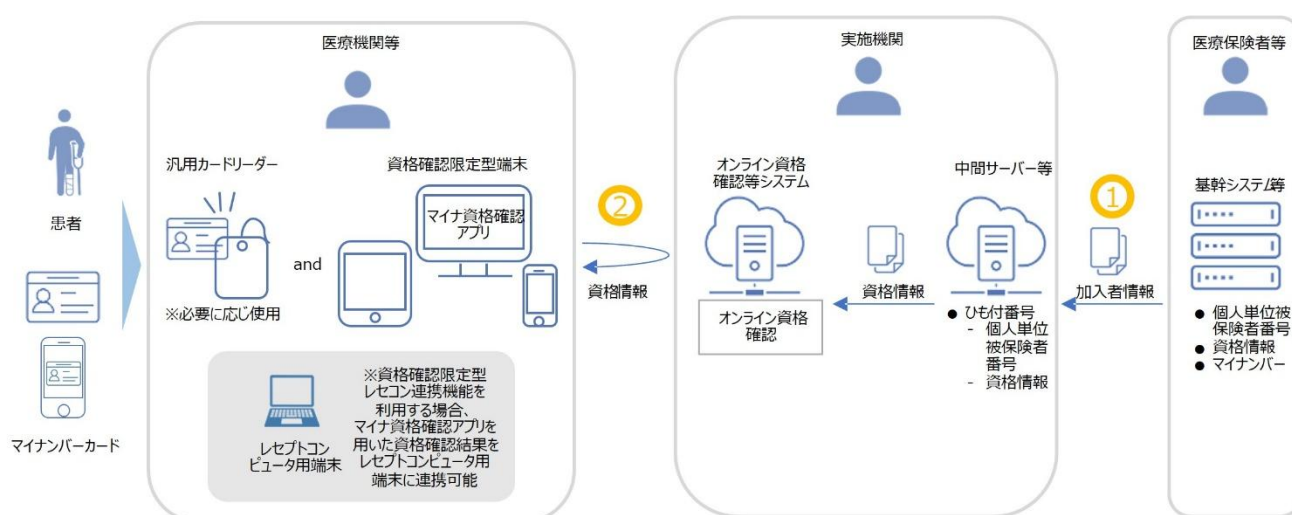 医療機関等
実施機関
医療保険者等
患者
マイナンバーカード
汎用カードリーダー
※必要に応じ使用
and
資格確認限定型端末
マイナ資格確認
アプリ
レセプトコン
ピュータ用端末
※資格確認限定型
レセコン連携機能を
利用する場合、
マイナ資格確認アプリを
用いた資格確認結果を
レセプトコンピュータ用
端末に連携可能
2
資格情報
オンライン資格
確認等システム
オンライン資格
確認
資格情報
中間サーバー等
● ひも付番号
- 個人単位
被保険者
番号
- 資格情報
1
加入者情報
基幹システム等
● 個人単位被
保険者番号
● 資格情報
● マイナンバー